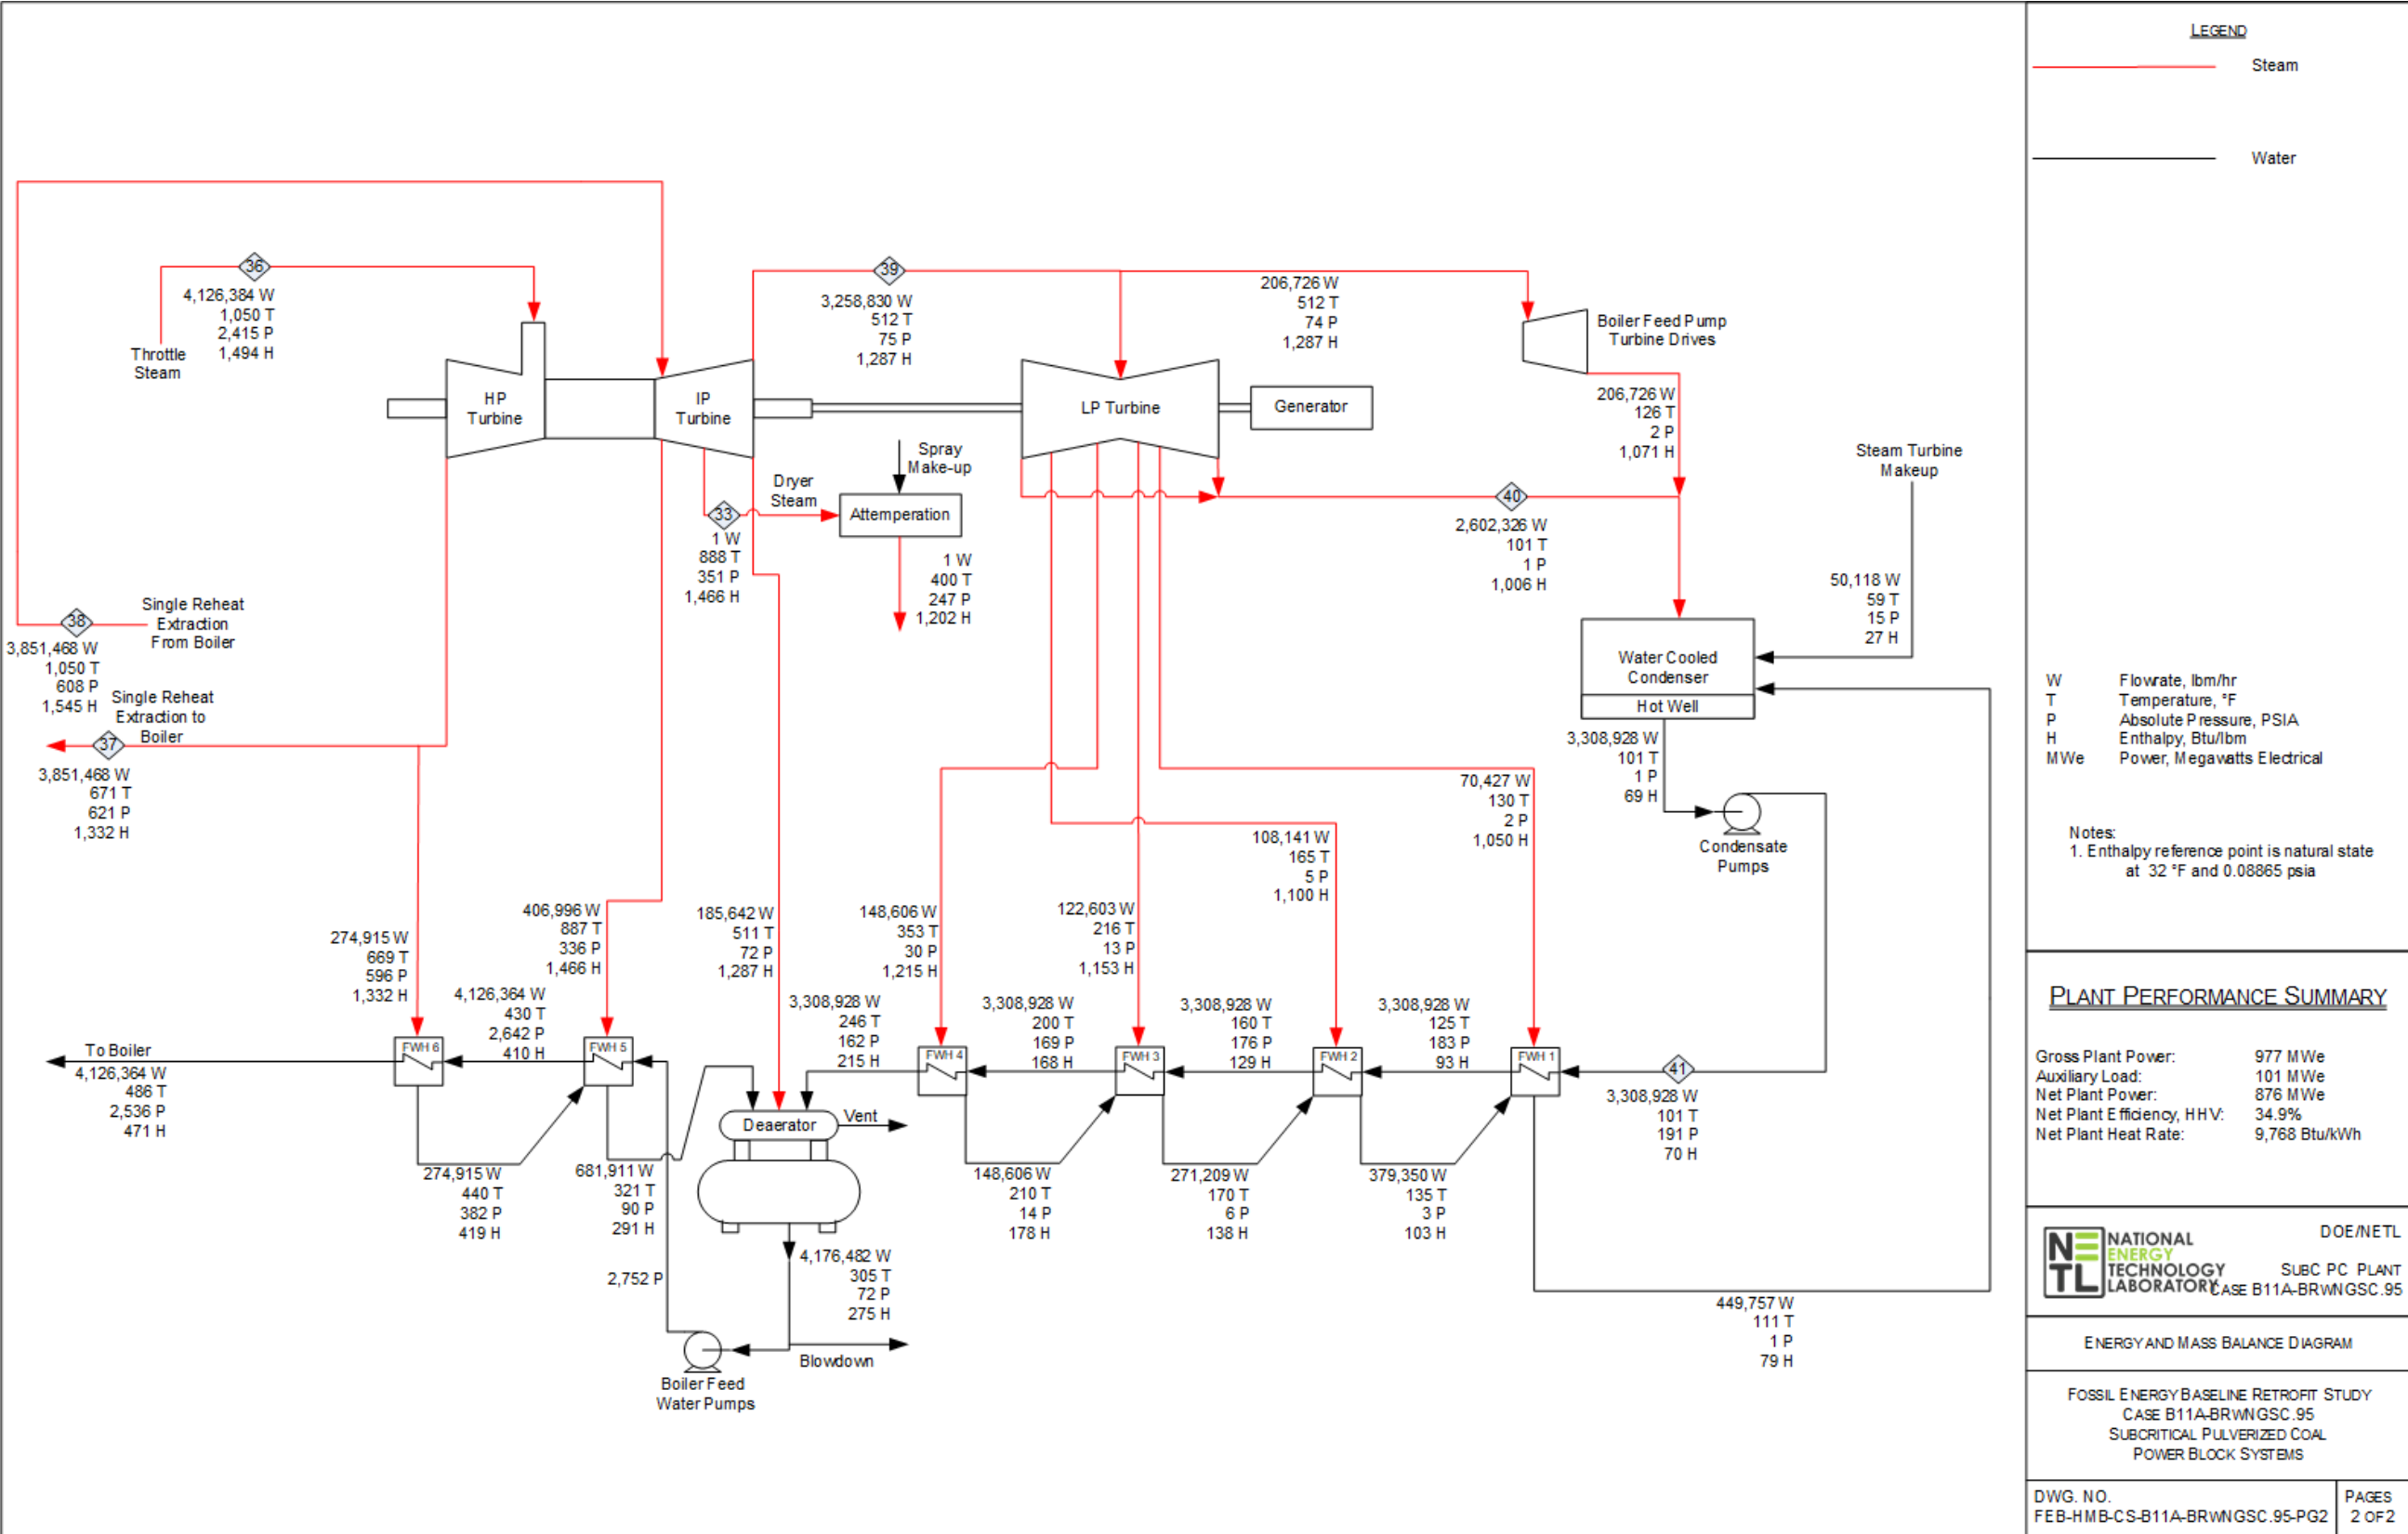 36
4,126,384 W
1,050 T
2,415 P
1,494 H
Throttle
Steam
HP
Turbine
IP
Turbine
39
3,258,830 W
512 T
75 P
1,287 H
206,726 W
512 T
74 P
1,287 H
LP Turbine
Generator
Boiler Feed Pump
Turbine Drives
206,726 W
126 T
2 P
1,071 H
Spray
Make-up
Dryer
Steam
33
Attemperation
1 W
888 T
351 P
1,466 H
1 W
400 T
247 P
1,202 H
40
2,602,326 W
101 T
1 P
1,006 H
Steam Turbine
Makeup
50,118 W
59 T
15 P
27 H
38
Single Reheat
Extraction
From Boiler
3,851,468 W
1,050 T
608 P
1,545 H
Single Reheat
Extraction to
Boiler
37
3,851,468 W
671 T
621 P
1,332 H
Water Cooled
Condenser
Hot Well
3,308,928 W
101 T
1 P
69 H
Condensate
Pumps
70,427 W
130 T
2 P
1,050 H
108,141 W
165 T
5 P
1,100 H
122,603 W
216 T
13 P
1,153 H
148,606 W
353 T
30 P
1,215 H
185,642 W
511 T
72 P
1,287 H
406,996 W
887 T
336 P
1,466 H
274,915 W
669 T
596 P
1,332 H
4,126,364 W
430 T
2,642 P
410 H
3,308,928 W
246 T
162 P
215 H
3,308,928 W
200 T
169 P
168 H
3,308,928 W
160 T
176 P
129 H
3,308,928 W
125 T
183 P
93 H
To Boiler
4,126,364 W
486 T
2,536 P
471 H
FWH 6
FWH 5
FWH 4
FWH 3
FWH 2
FWH 1
41
3,308,928 W
101 T
191 P
70 H
Deaerator
Vent
274,915 W
440 T
382 P
419 H
681,911 W
321 T
90 P
291 H
148,606 W
210 T
14 P
178 H
271,209 W
170 T
6 P
138 H
379,350 W
135 T
3 P
103 H
4,176,482 W
305 T
72 P
275 H
2,752 P
449,757 W
111 T
1 P
79 H
Blowdown
Boiler Feed
Water Pumps
LEGEND
Steam
Water
W Flowrate, lbm/hr
T Temperature, °F
P Absolute Pressure, PSIA
H Enthalpy, Btu/lbm
MWe Power, Megawatts Electrical
Notes:
1. Enthalpy reference point is natural state
at 32 °F and 0.08865 psia
PLANT PERFORMANCE SUMMARY
Gross Plant Power: 977 MWe
Auxiliary Load: 101 MWe
Net Plant Power: 876 MWe
Net Plant Efficiency, HHV: 34.9%
Net Plant Heat Rate: 9,768 Btu/kWh
NETL
NATIONAL
ENERGY
TECHNOLOGY
LABORATORY
DOE/NETL
SUBC PC PLANT
CASE B11A-BRWNGSC.95
ENERGY AND MASS BALANCE DIAGRAM
FOSSIL ENERGY BASELINE RETROFIT STUDY
CASE B11A-BRWNGSC.95
SUBCRITICAL PULVERIZED COAL
POWER BLOCK SYSTEMS
DWG. NO.
FEB-HMB-CS-B11A-BRWNGSC.95-PG2
PAGES
2 OF 2